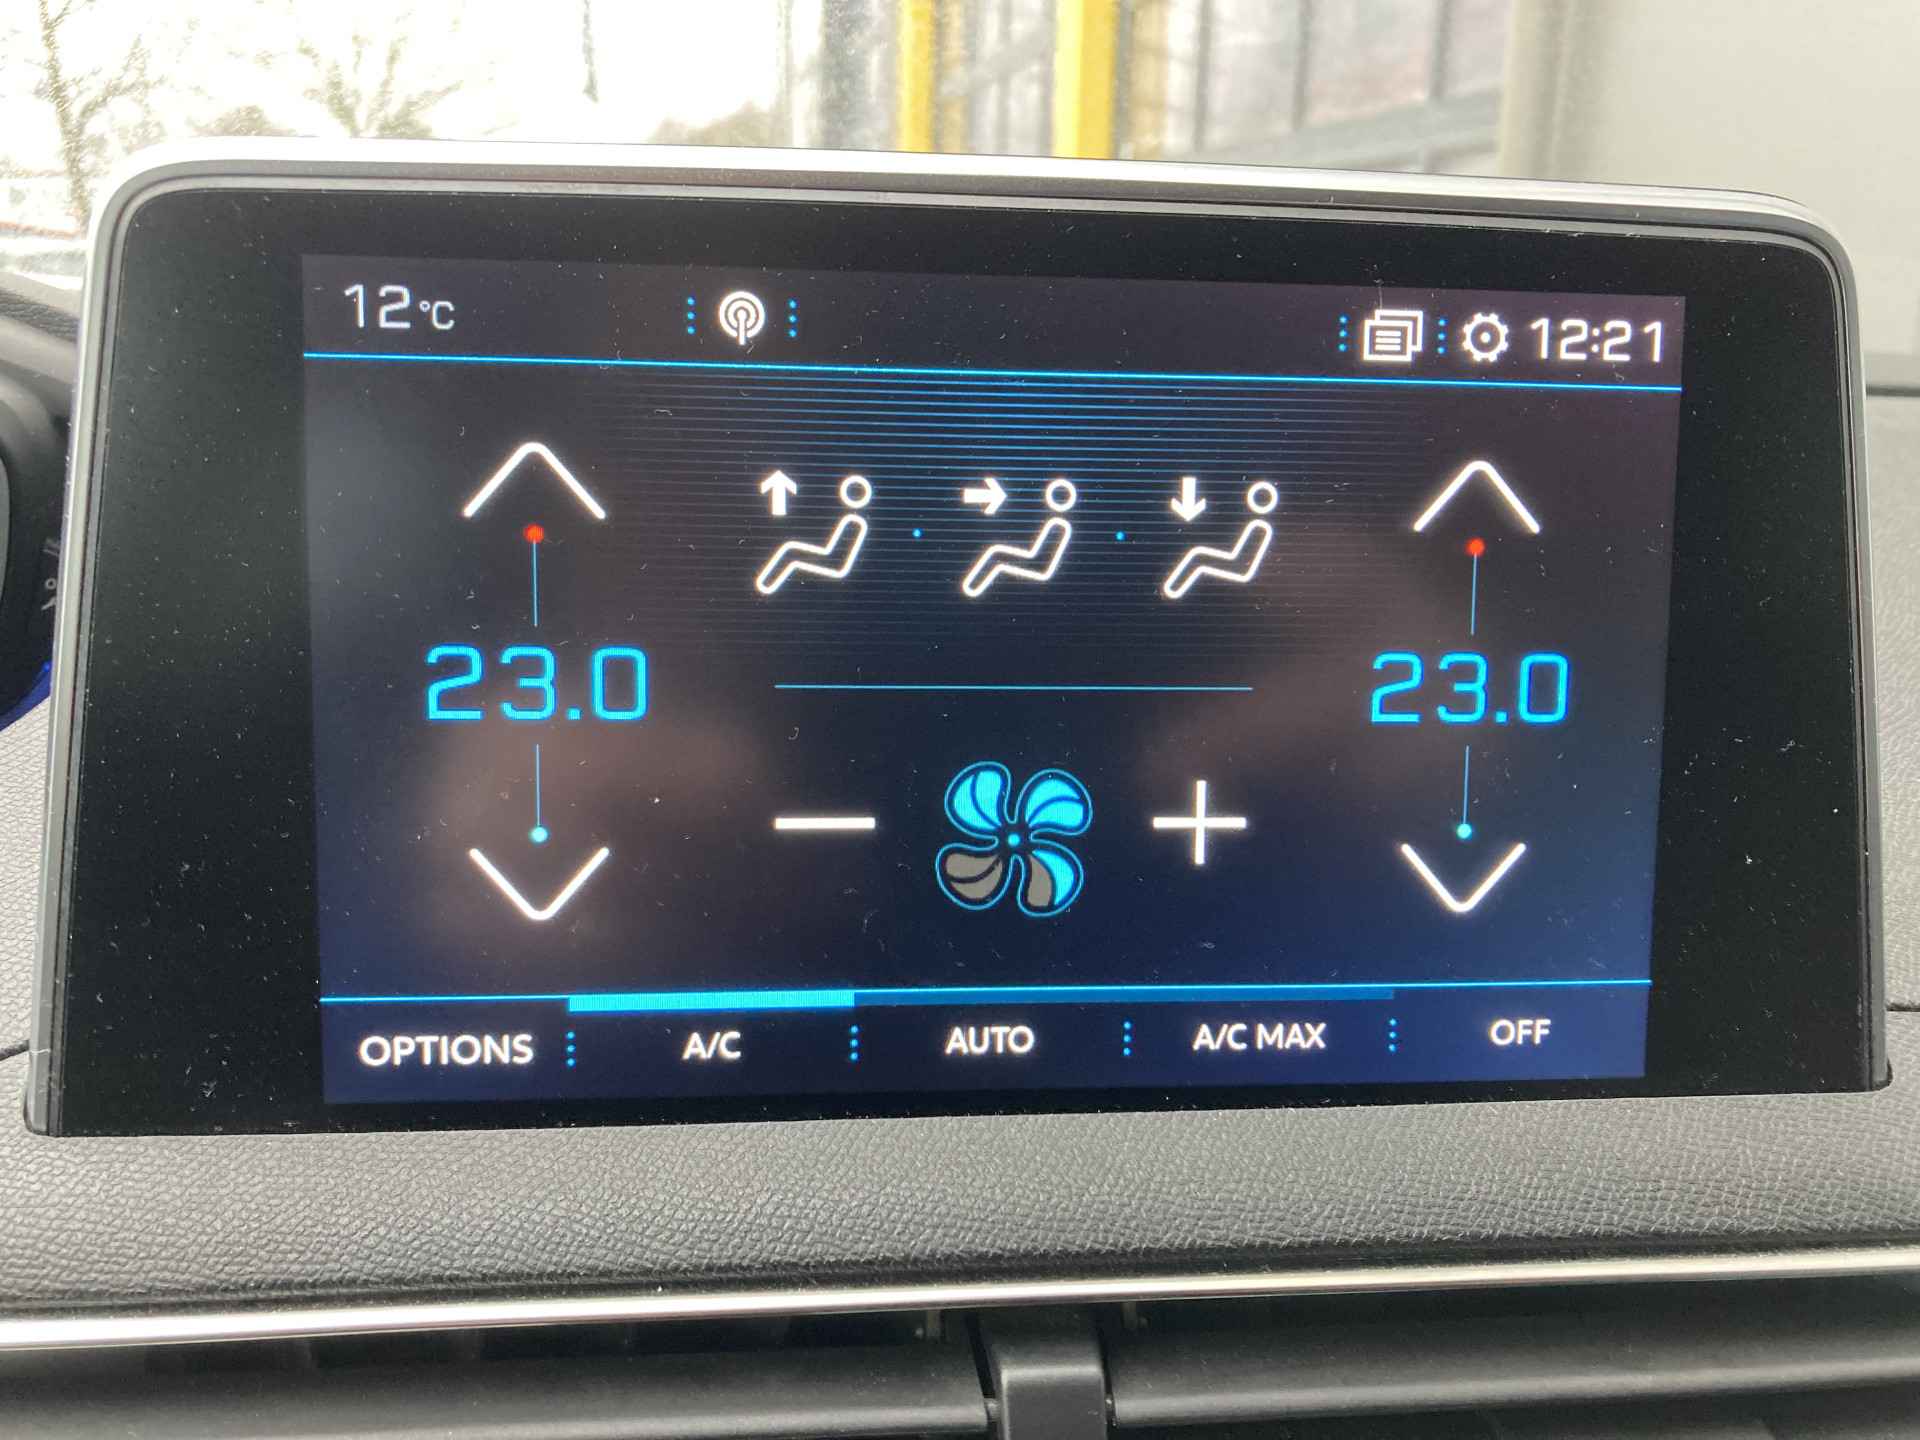 12°C 12:21
23.0 23.0
OPTIONS A/C AUTO A/C MAX OFF